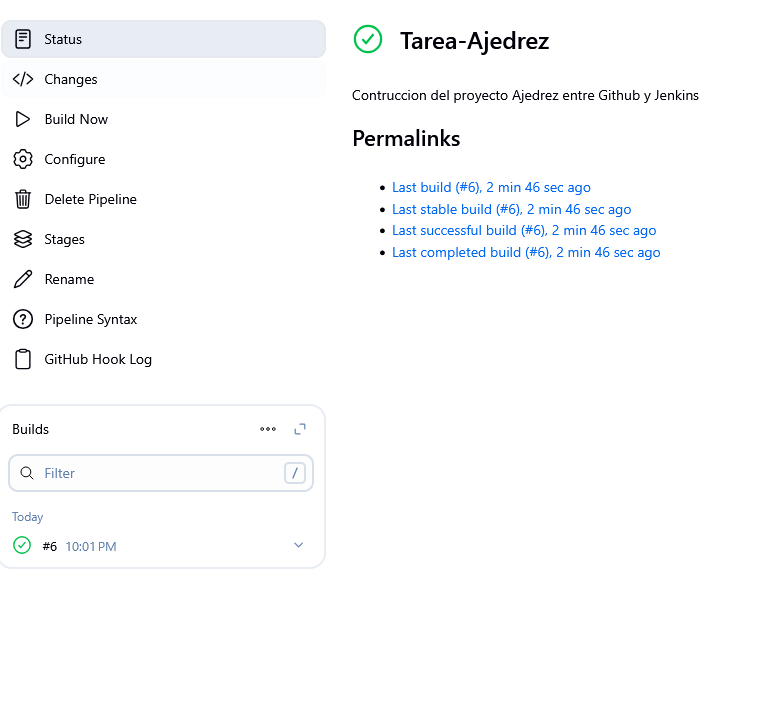 Status
Changes
Build Now
Configure
Delete Pipeline
Stages
Rename
Pipeline Syntax
GitHub Hook Log
Builds
Filter
/
Today
#6 10:01 PM
Tarea-Ajedrez
Contruccion del proyecto Ajedrez entre Github y Jenkins
Permalinks
Last build (#6), 2 min 46 sec ago
Last stable build (#6), 2 min 46 sec ago
Last successful build (#6), 2 min 46 sec ago
Last completed build (#6), 2 min 46 sec ago